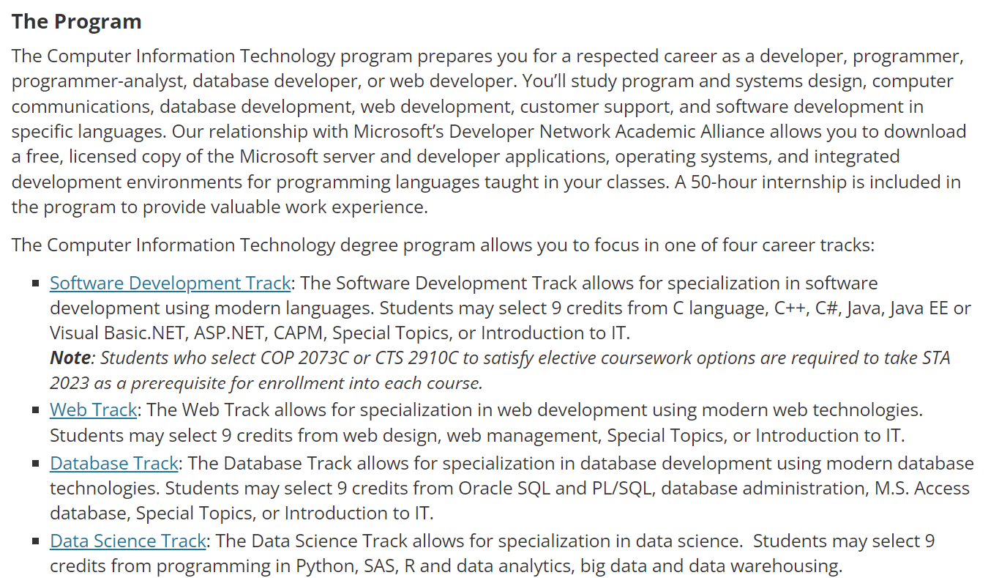 The Program
The Computer Information Technology program prepares you for a respected career as a developer, programmer,
programmer-analyst, database developer, or web developer. You’ll study program and systems design, computer
communications, database development, web development, customer support, and software development in
specific languages. Our relationship with Microsoft’s Developer Network Academic Alliance allows you to download
a free, licensed copy of the Microsoft server and developer applications, operating systems, and integrated
development environments for programming languages taught in your classes. A 50-hour internship is included in
the program to provide valuable work experience.
The Computer Information Technology degree program allows you to focus in one of four career tracks:
▪ Software Development Track: The Software Development Track allows for specialization in software
development using modern languages. Students may select 9 credits from C language, C++, C#, Java, Java EE or
Visual Basic.NET, ASP.NET, CAPM, Special Topics, or Introduction to IT.
Note: Students who select COP 2073C or CTS 2910C to satisfy elective coursework options are required to take STA
2023 as a prerequisite for enrollment into each course.
▪ Web Track: The Web Track allows for specialization in web development using modern web technologies.
Students may select 9 credits from web design, web management, Special Topics, or Introduction to IT.
▪ Database Track: The Database Track allows for specialization in database development using modern database
technologies. Students may select 9 credits from Oracle SQL and PL/SQL, database administration, M.S. Access
database, Special Topics, or Introduction to IT.
▪ Data Science Track: The Data Science Track allows for specialization in data science.  Students may select 9
credits from programming in Python, SAS, R and data analytics, big data and data warehousing.